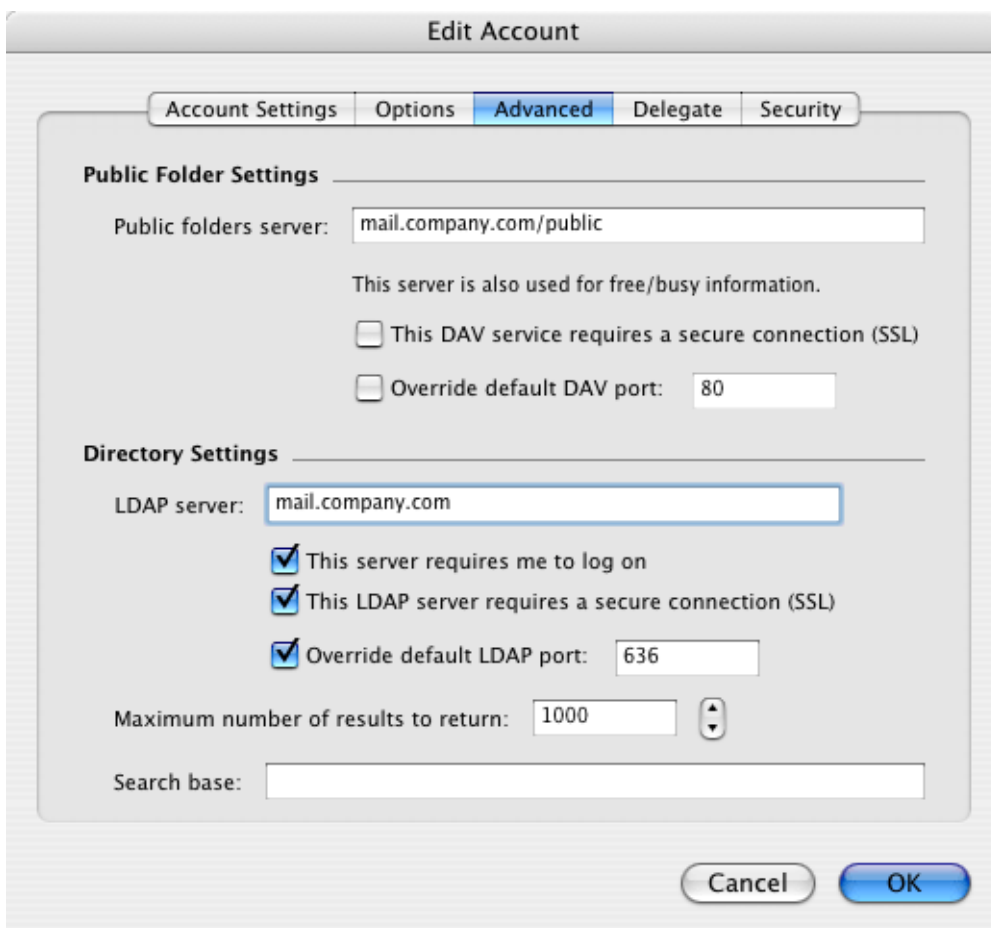 Edit Account
Account Settings Options Advanced Delegate Security
Public Folder Settings
Public folders server: mail.company.com/public
This server is also used for free/busy information.
This DAV service requires a secure connection (SSL)
Override default DAV port: 80
Directory Settings
LDAP server: mail.company.com
This server requires me to log on
This LDAP server requires a secure connection (SSL)
Override default LDAP port: 636
Maximum number of results to return: 1000
Search base:
Cancel OK